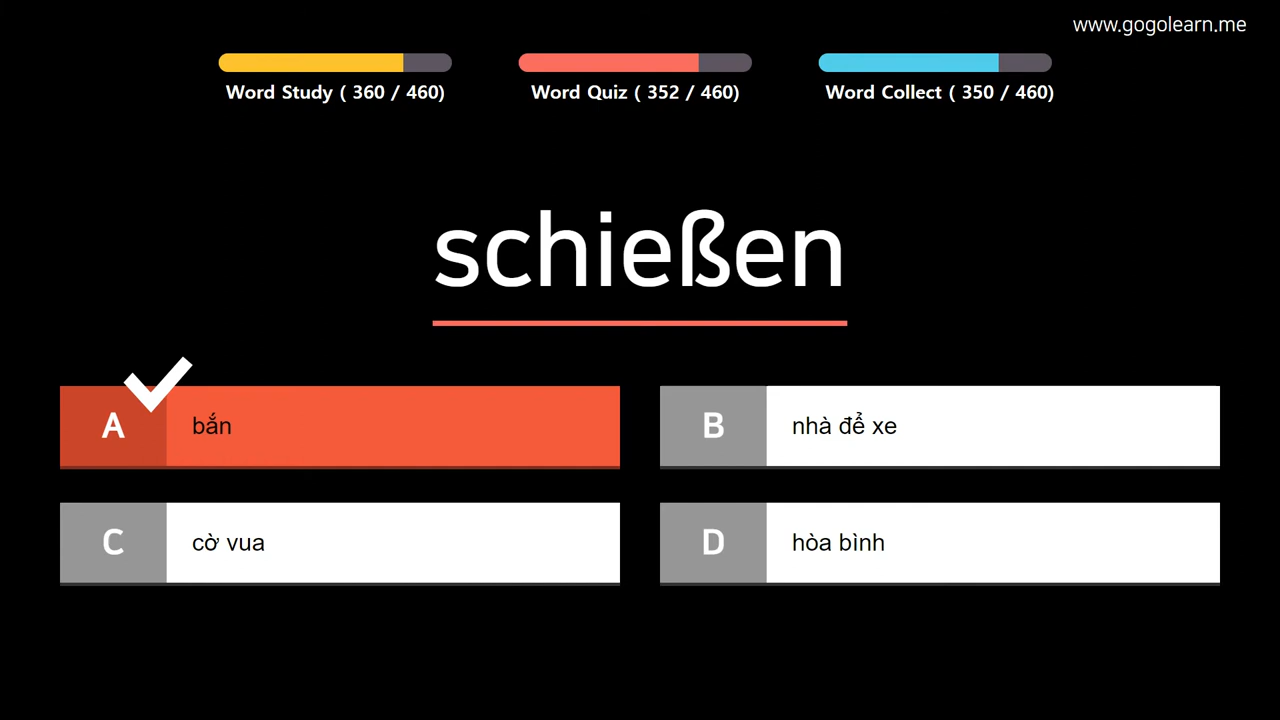 www.gogolearn.me
Word Study ( 360 / 460)
Word Quiz ( 352 / 460)
Word Collect ( 350 / 460)
schießen
A bắn
B nhà để xe
C cờ vua
D hòa bình